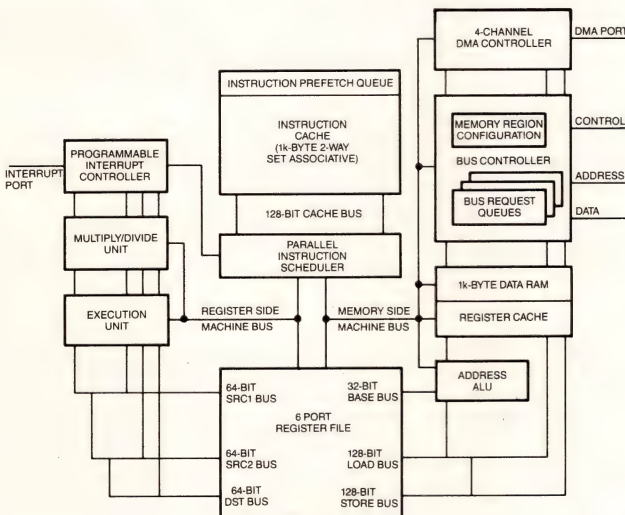 4-CHANNEL
DMA CONTROLLER
DMA PORT
INSTRUCTION PREFETCH QUEUE
INSTRUCTION
CACHE
(1k-BYTE 2-WAY
SET ASSOCIATIVE)
MEMORY REGION
CONFIGURATION
CONTROL
BUS CONTROLLER
ADDRESS
BUS REQUEST
QUEUES
DATA
INTERRUPT
PORT
PROGRAMMABLE
INTERRUPT
CONTROLLER
128-BIT CACHE BUS
MULTIPLY/DIVIDE
UNIT
PARALLEL
INSTRUCTION
SCHEDULER
1k-BYTE DATA RAM
REGISTER CACHE
EXECUTION
UNIT
REGISTER SIDE
MACHINE BUS
MEMORY SIDE
MACHINE BUS
ADDRESS
ALU
64-BIT
SRC1 BUS
32-BIT
BASE BUS
6 PORT
REGISTER FILE
64-BIT
SRC2 BUS
128-BIT
LOAD BUS
64-BIT
DST BUS
128-BIT
STORE BUS